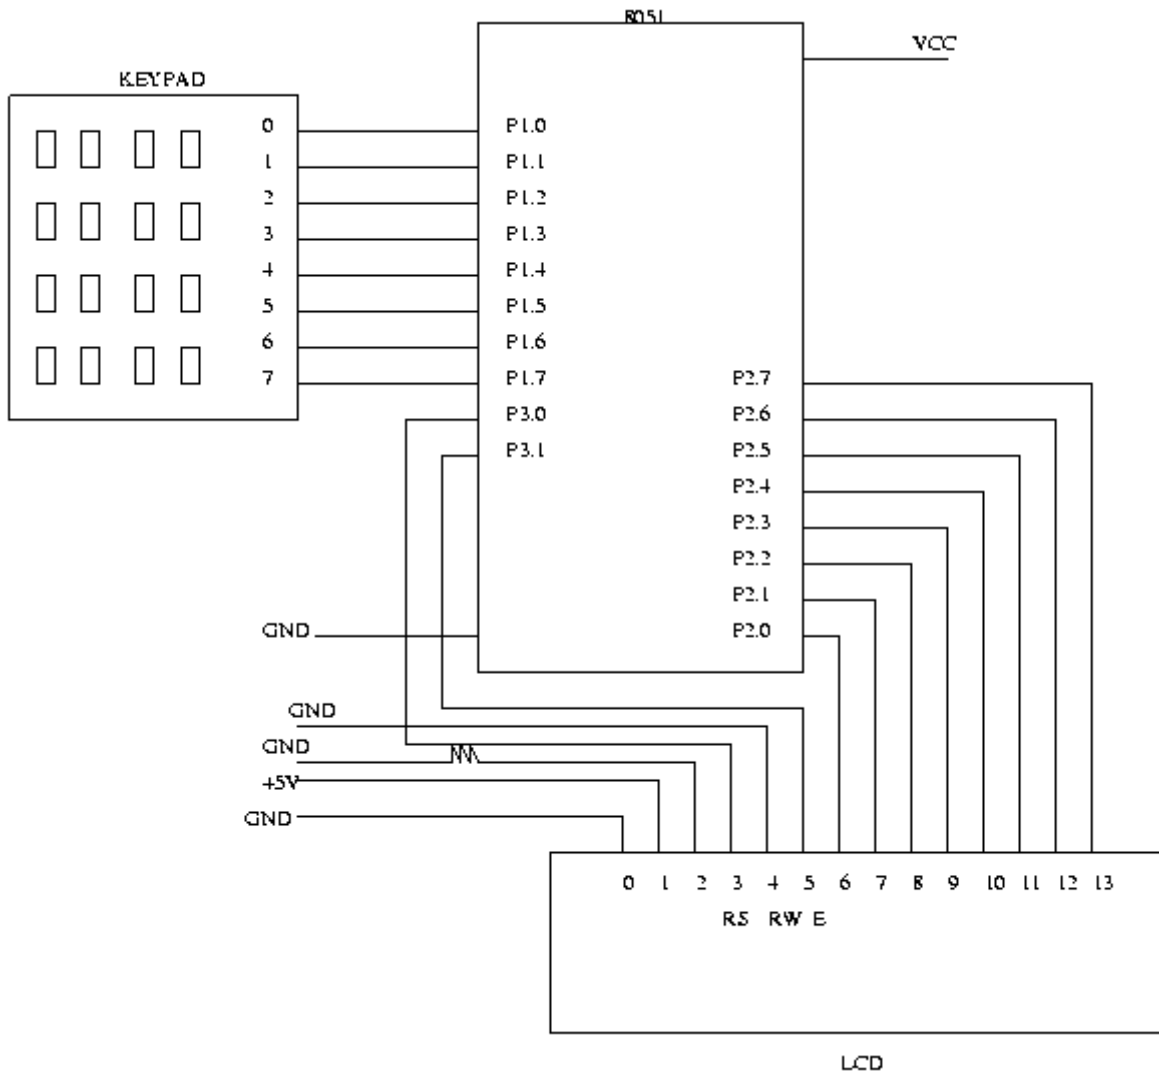 8051
VCC
KEYPAD
0 P1.0
1 P1.1
2 P1.2
3 P1.3
4 P1.4
5 P1.5
6 P1.6
7 P1.7 P2.7
P3.0 P2.6
P3.1 P2.5
P2.4
P2.3
P2.2
P2.1
GND P2.0
GND
GND
+5V
GND
0 1 2 3 4 5 6 7 8 9 10 11 12 13
RS RW E
LCD